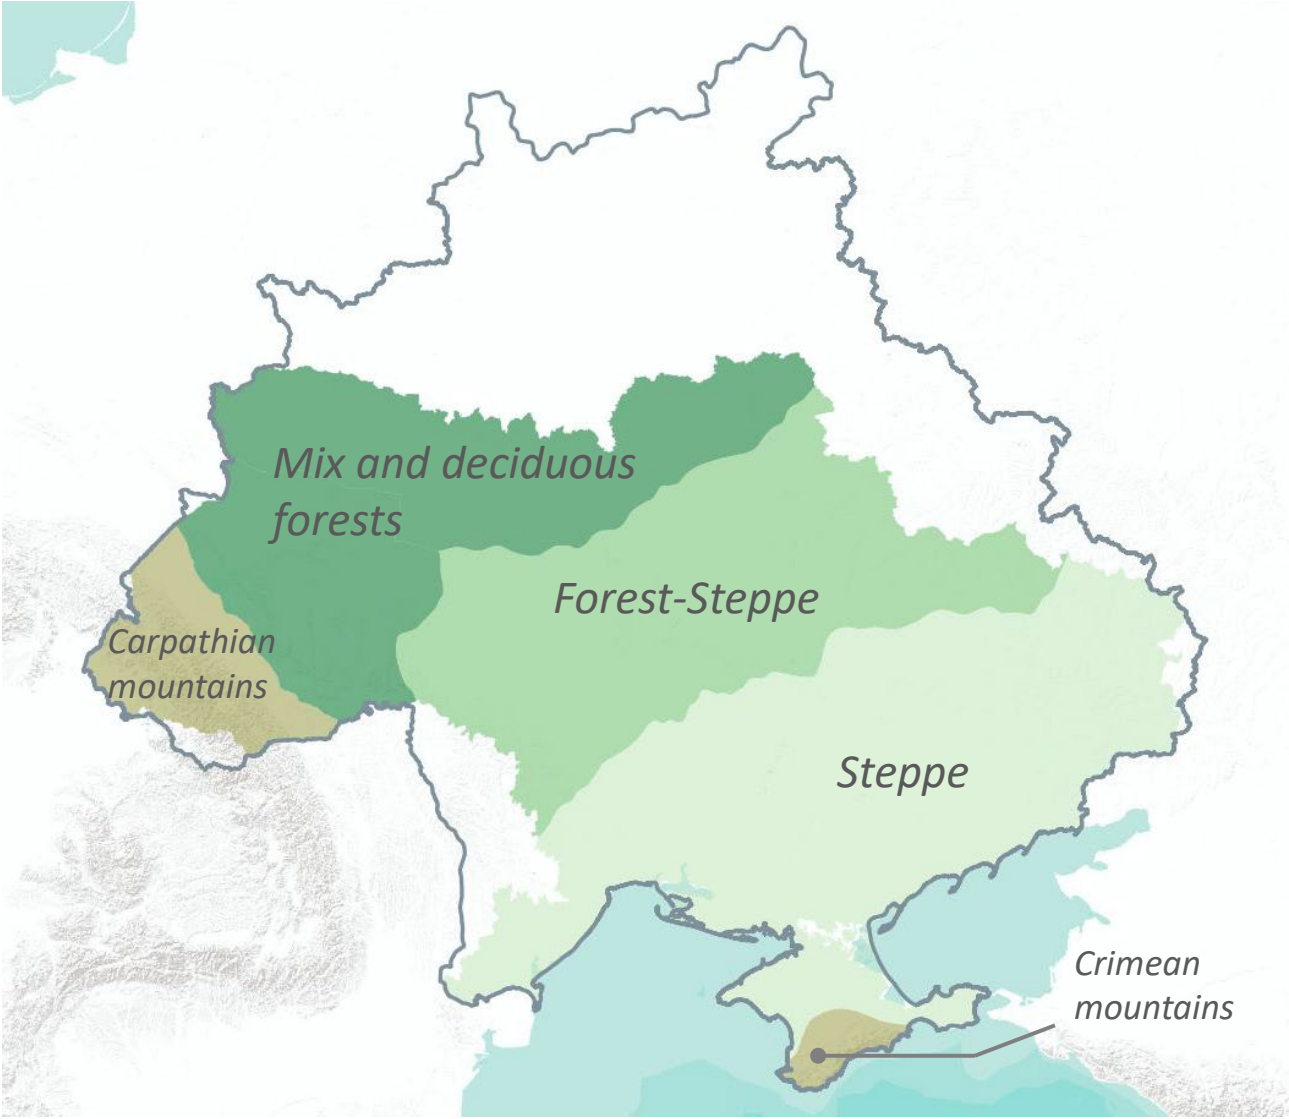 Mix and deciduous
forests
Forest-Steppe
Carpathian
mountains
Steppe
Crimean
mountains